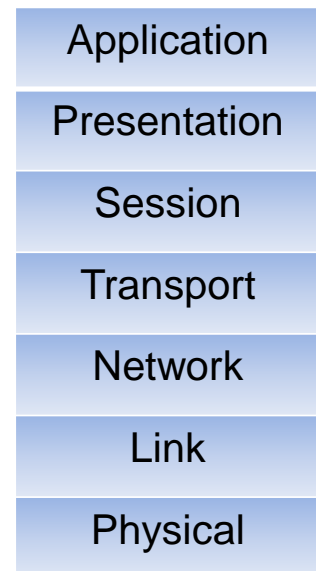 Application
Presentation
Session
Transport
Network
Link
Physical